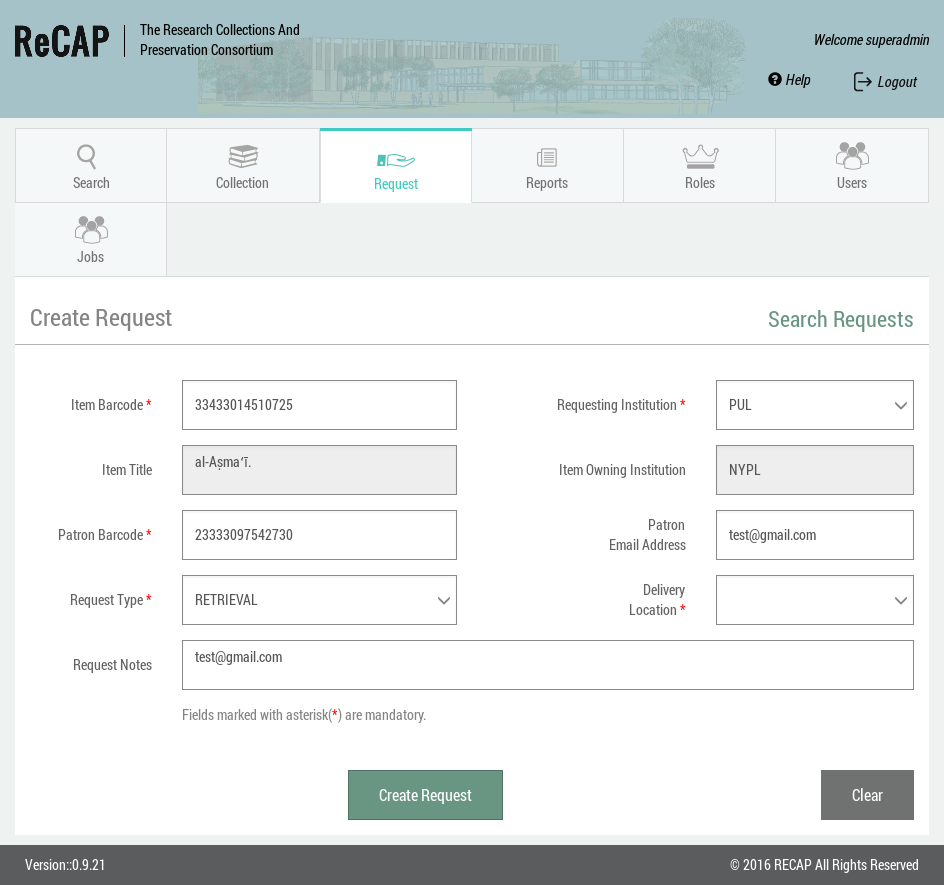 ReCAP
The Research Collections And
Preservation Consortium
Welcome superadmin
Help
Logout
Search
Collection
Request
Reports
Roles
Users
Jobs
Create Request
Search Requests
Item Barcode *
33433014510725
Requesting Institution *
PUL
Item Title
al-Aṣmaʻī.
Item Owning Institution
NYPL
Patron Barcode *
23333097542730
Patron
Email Address
test@gmail.com
Request Type *
RETRIEVAL
Delivery
Location *
Request Notes
test@gmail.com
Fields marked with asterisk(*) are mandatory.
Create Request
Clear
Version::0.9.21
© 2016 RECAP All Rights Reserved